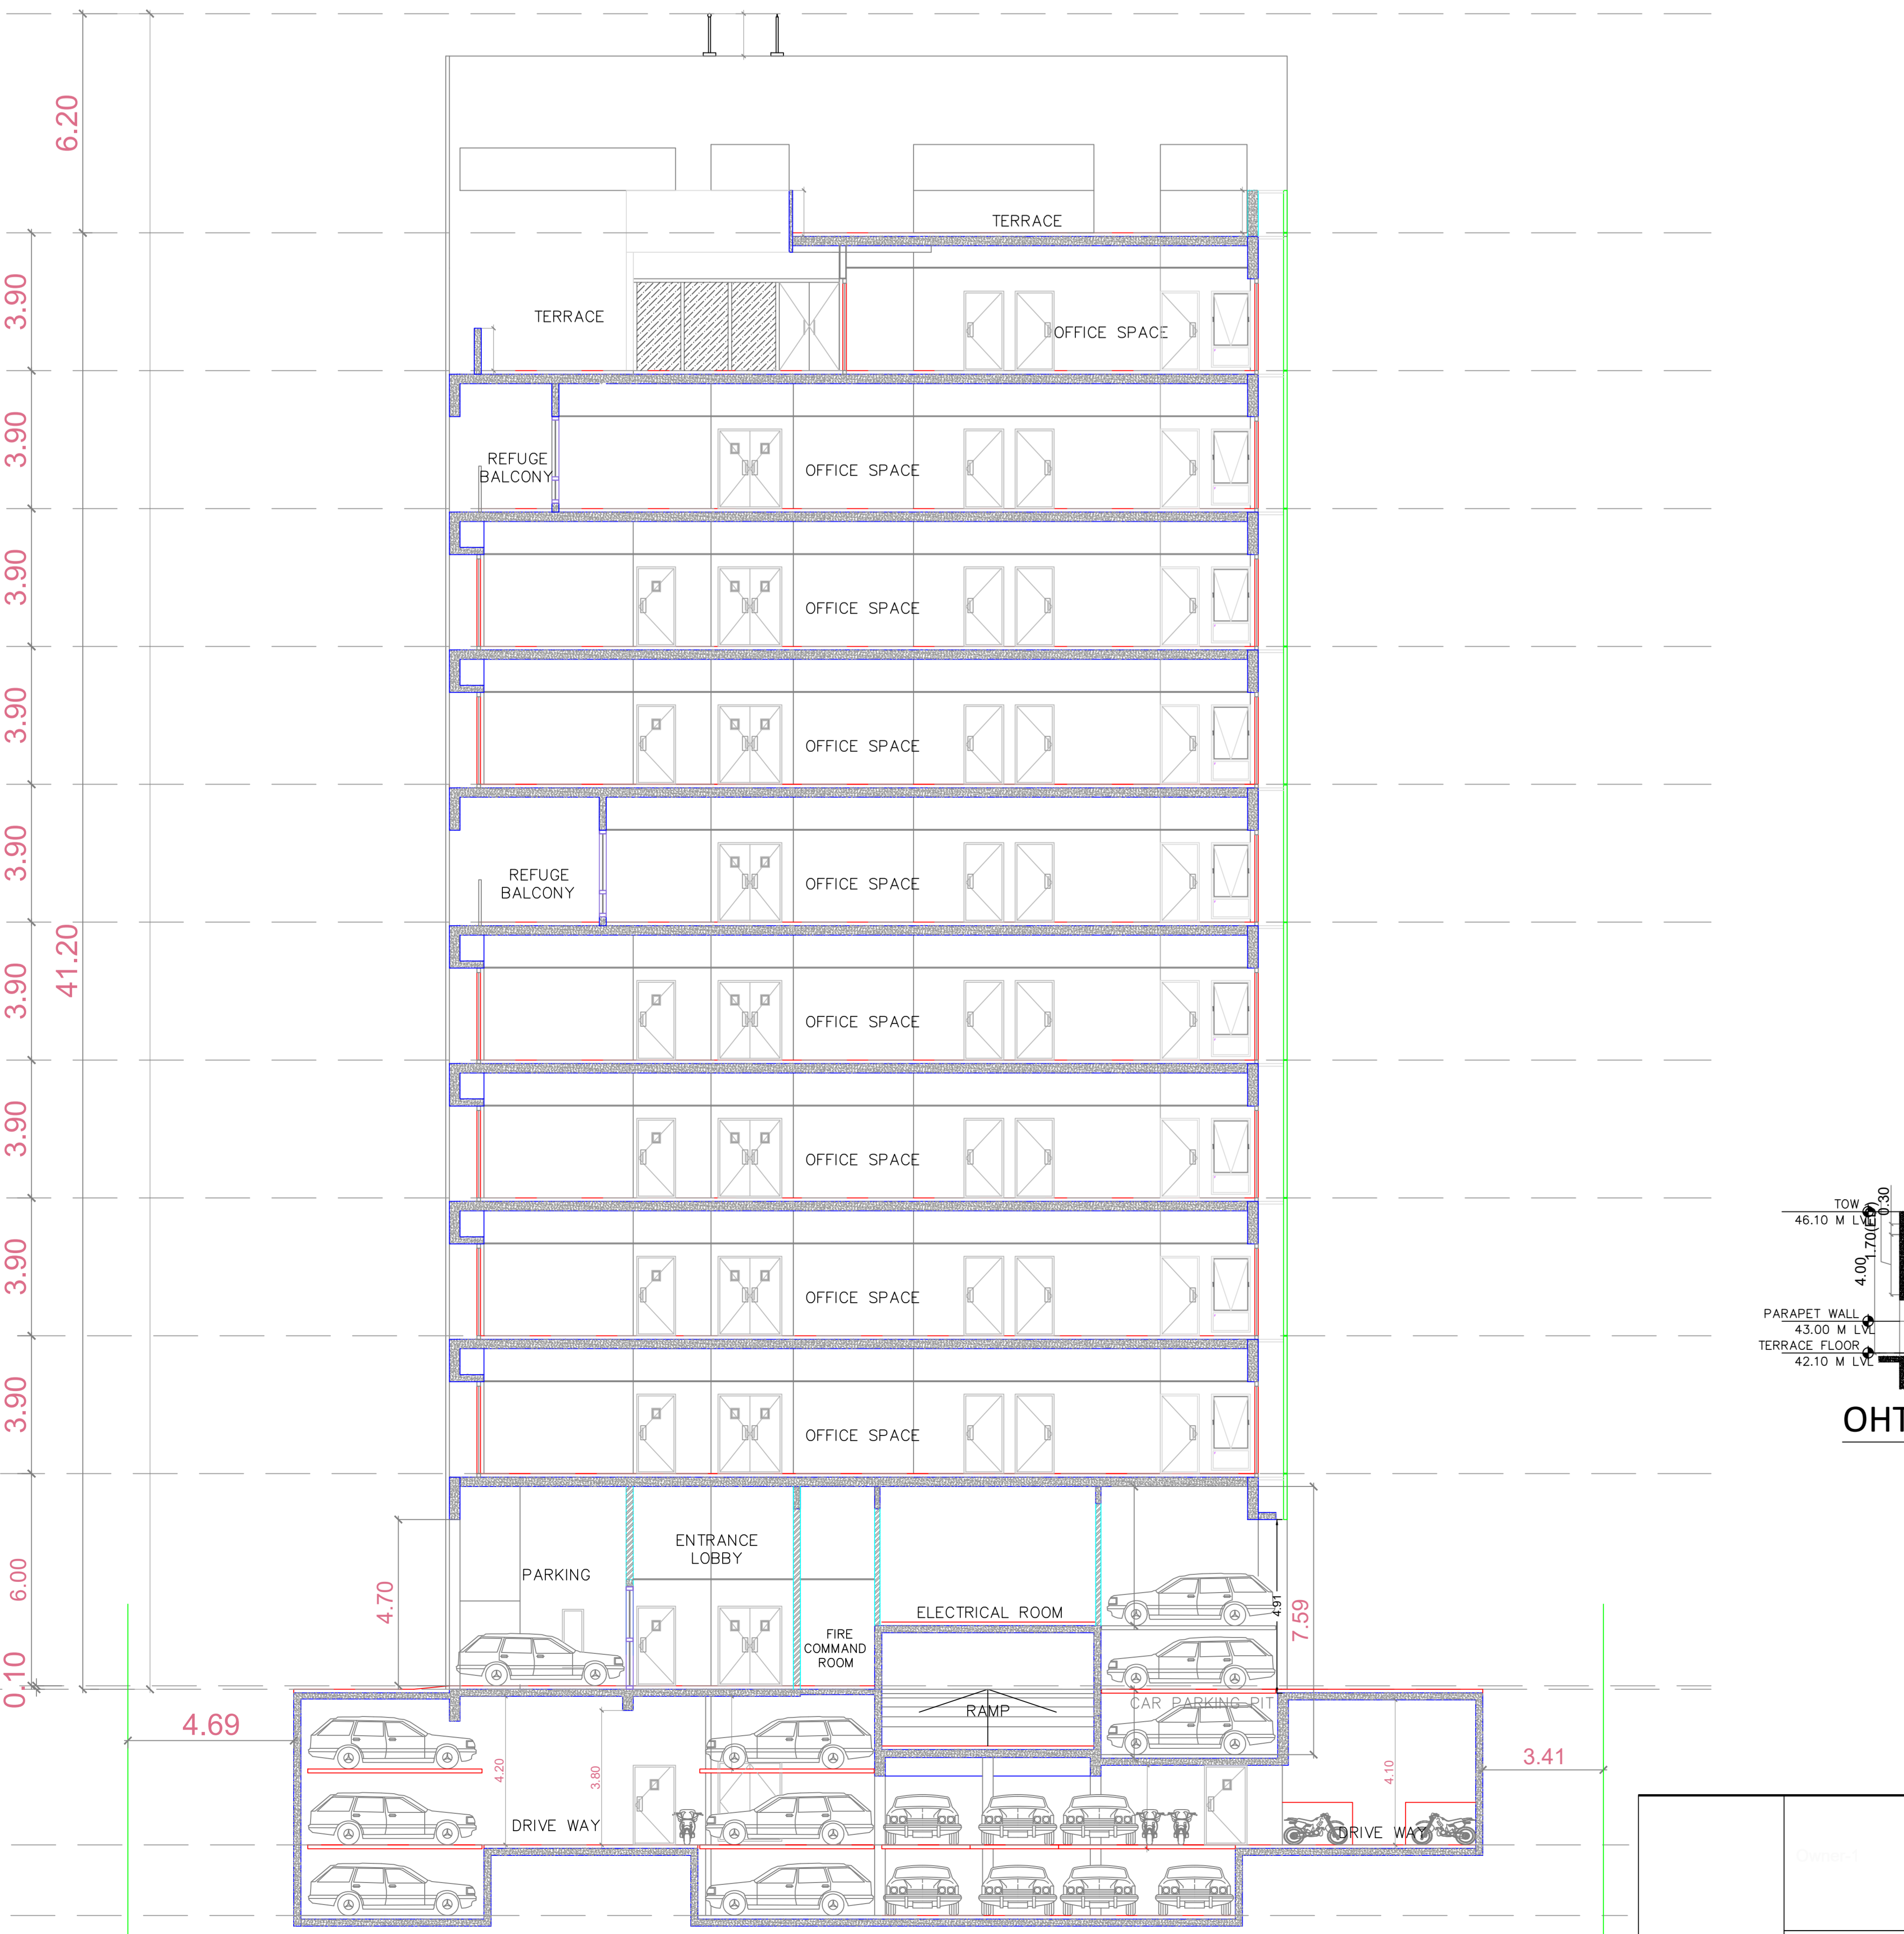 6.20
TERRACE
3.90
TERRACE
OFFICE SPACE
3.90
REFUGE
BALCONY
OFFICE SPACE
3.90
OFFICE SPACE
3.90
OFFICE SPACE
3.90
REFUGE
BALCONY
OFFICE SPACE
41.20
3.90
OFFICE SPACE
3.90
OFFICE SPACE
3.90
OFFICE SPACE
3.90
OFFICE SPACE
6.00
4.70
PARKING
ENTRANCE
LOBBY
FIRE
COMMAND
ROOM
ELECTRICAL ROOM
4.91
7.59
0.10
RAMP
CAR PARKING PIT
4.69
4.20
3.80
4.10
3.41
DRIVE WAY
DRIVE WAY
TOW
46.10 M LVL
0.30
1.70(FB)
4.00
PARAPET WALL
43.00 M LVL
TERRACE FLOOR
42.10 M LVL
OHT